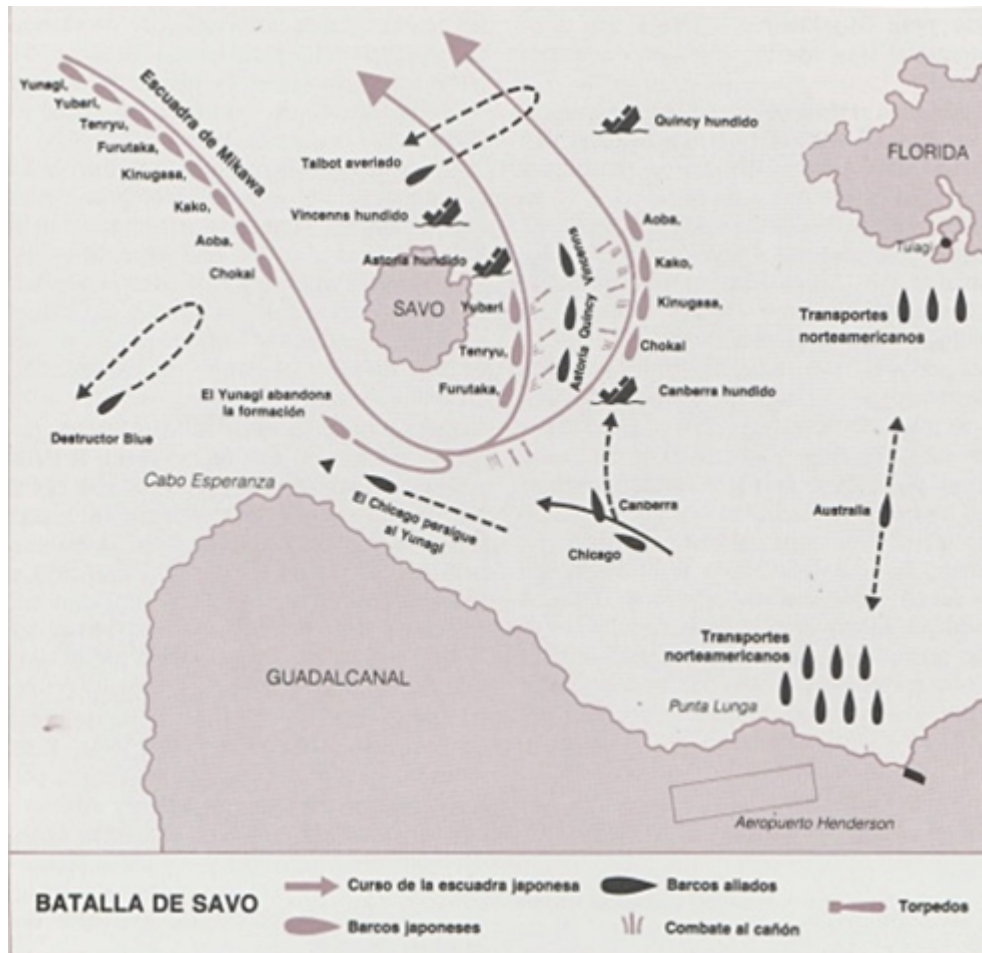 Yunagi,
Yubari,
Tenryu,
Furutaka,
Kinugasa,
Kako,
Aoba,
Chokai
Escuadra de Mikawa
Talbot averiado
Quincy hundido
FLORIDA
Tulagi
Vincenns hundido
Astoria hundido
SAVO
Yubari
Tenryu,
Furutaka,
Vincenns
Quincy
Astoria
Aoba,
Kako,
Kinugasa,
Chokai
Transportes
norteamericanos
Canberra hundido
El Yunagi abandona
la formación
Destructor Blue
Cabo Esperanza
El Chicago persigue
al Yunagi
Canberra
Chicago
Australia
GUADALCANAL
Transportes
norteamericanos
Punta Lunga
Aeropuerto Henderson
BATALLA DE SAVO
Curso de la escuadra japonesa
Barcos japoneses
Barcos aliados
Combate al cañón
Torpedos